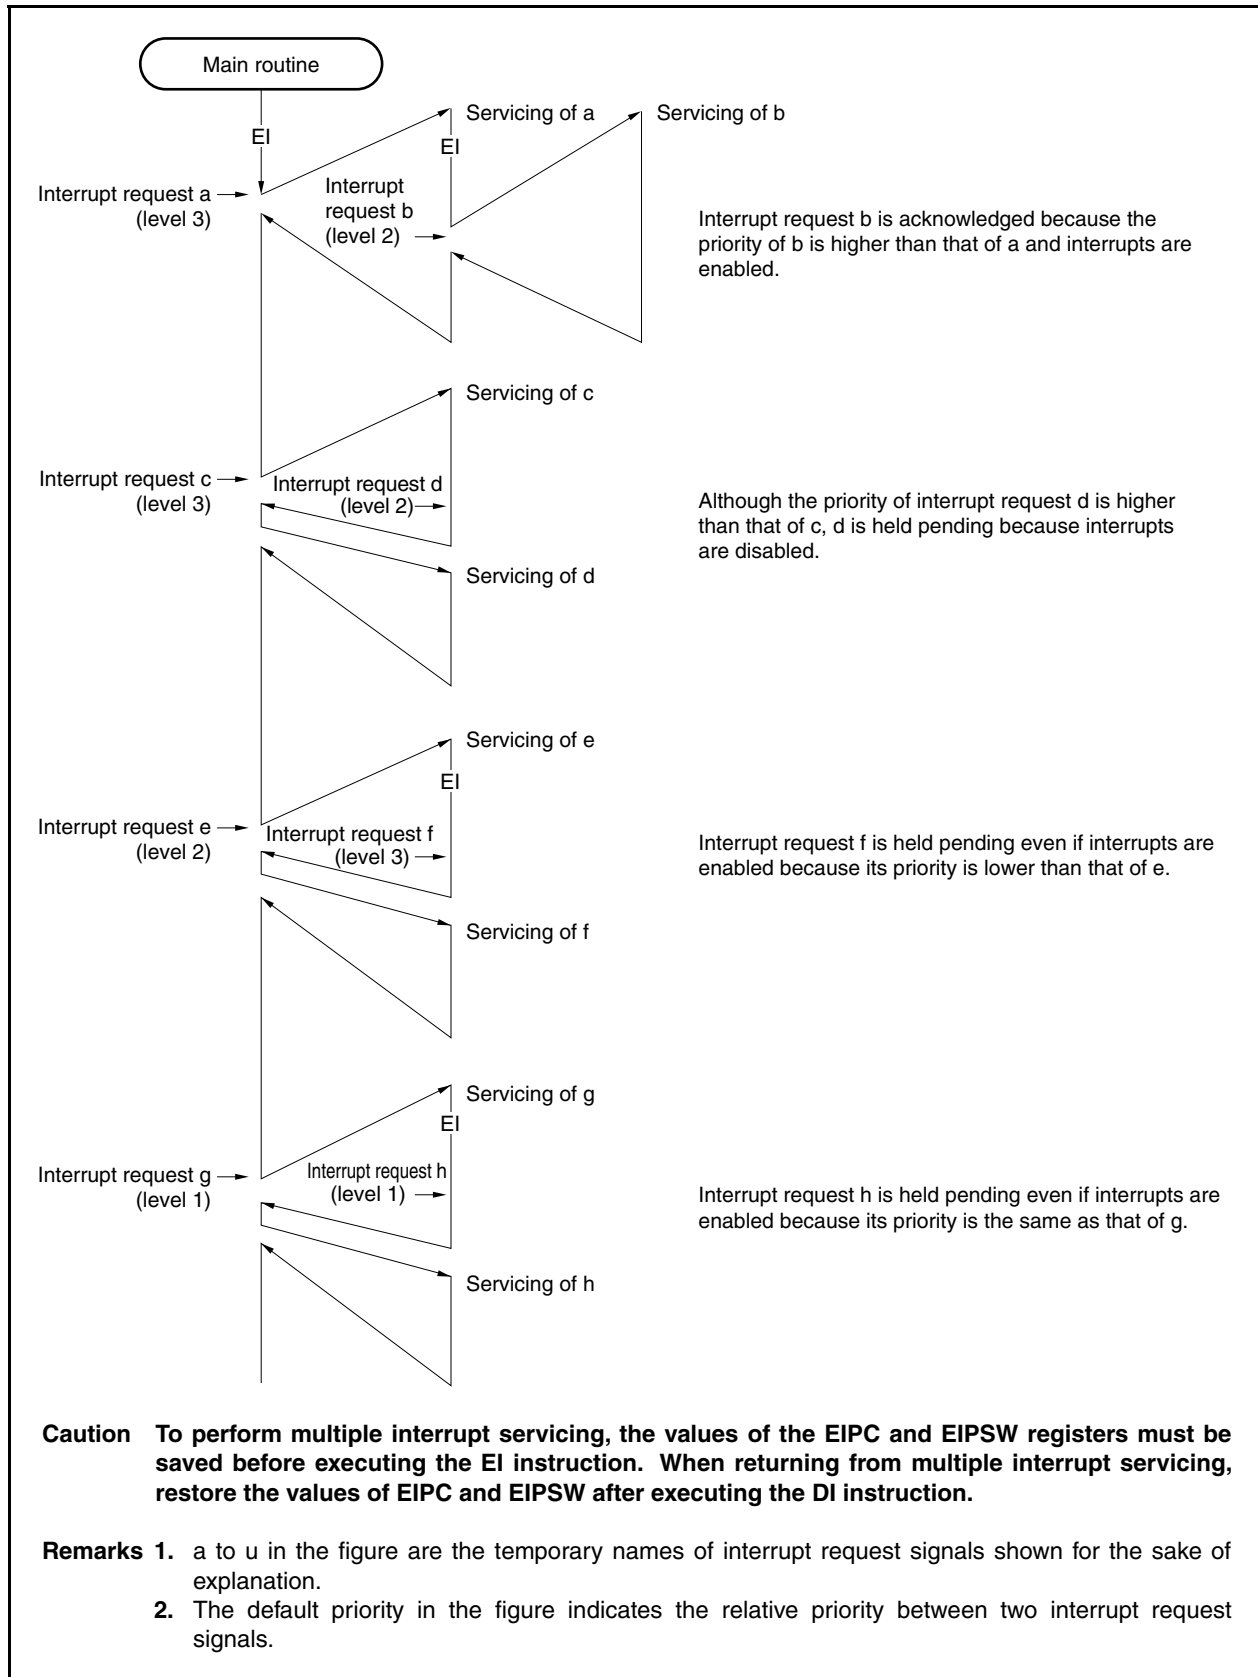 Main routine
EI
Servicing of a
Servicing of b
EI
Interrupt request a
(level 3)
Interrupt
request b
(level 2)
Interrupt request b is acknowledged because the
priority of b is higher than that of a and interrupts are
enabled.
Servicing of c
Interrupt request c
(level 3)
Interrupt request d
(level 2)
Although the priority of interrupt request d is higher
than that of c, d is held pending because interrupts
are disabled.
Servicing of d
Servicing of e
EI
Interrupt request e
(level 2)
Interrupt request f
(level 3)
Interrupt request f is held pending even if interrupts are
enabled because its priority is lower than that of e.
Servicing of f
Servicing of g
EI
Interrupt request g
(level 1)
Interrupt request h
(level 1)
Interrupt request h is held pending even if interrupts are
enabled because its priority is the same as that of g.
Servicing of h
Caution To perform multiple interrupt servicing, the values of the EIPC and EIPSW registers must be
saved before executing the EI instruction. When returning from multiple interrupt servicing,
restore the values of EIPC and EIPSW after executing the DI instruction.
Remarks 1. a to u in the figure are the temporary names of interrupt request signals shown for the sake of
explanation.
2. The default priority in the figure indicates the relative priority between two interrupt request
signals.